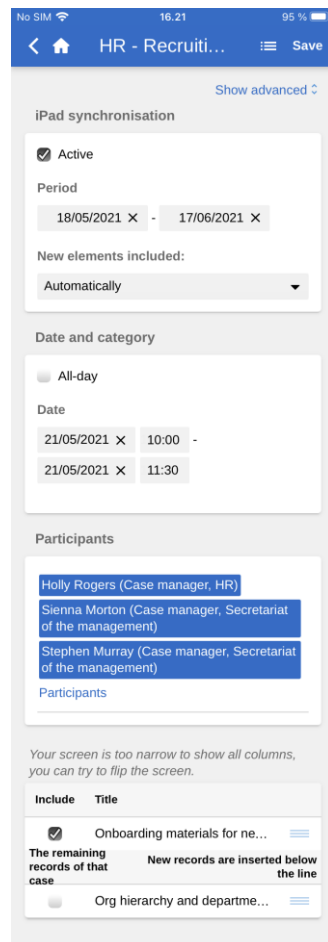 No SIM 16.21 95 %
HR - Recruiti... Save
Show advanced
iPad synchronisation
Active
Period
18/05/2021 × - 17/06/2021 ×
New elements included:
Automatically
Date and category
All-day
Date
21/05/2021 × 10:00 -
21/05/2021 × 11:30
Participants
Holly Rogers (Case manager, HR)
Sienna Morton (Case manager, Secretariat
of the management)
Stephen Murray (Case manager, Secretariat
of the management)
Participants
Your screen is too narrow to show all columns,
you can try to flip the screen.
Include Title
Onboarding materials for ne...
The remaining
records of that
case
New records are inserted below
the line
Org hierarchy and departme...